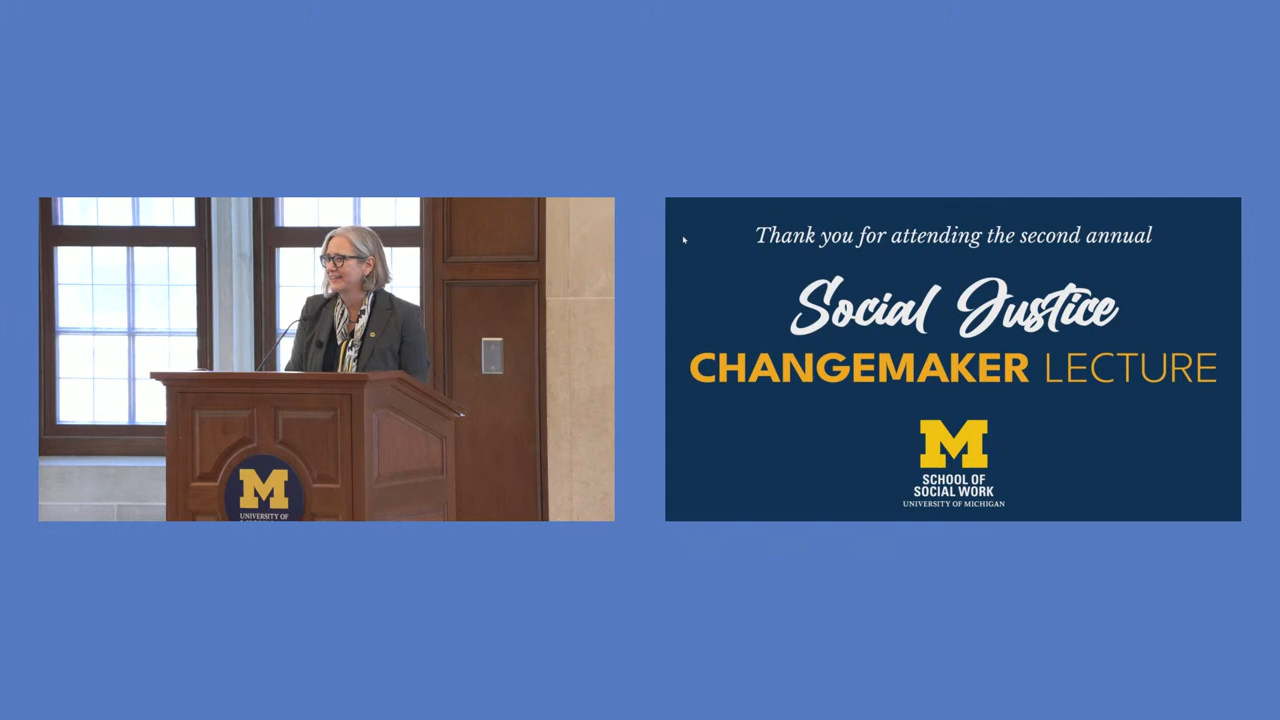 M
UNIVERSITY OF
Thank you for attending the second annual
Social Justice
CHANGEMAKER LECTURE
M
SCHOOL OF
SOCIAL WORK
UNIVERSITY OF MICHIGAN